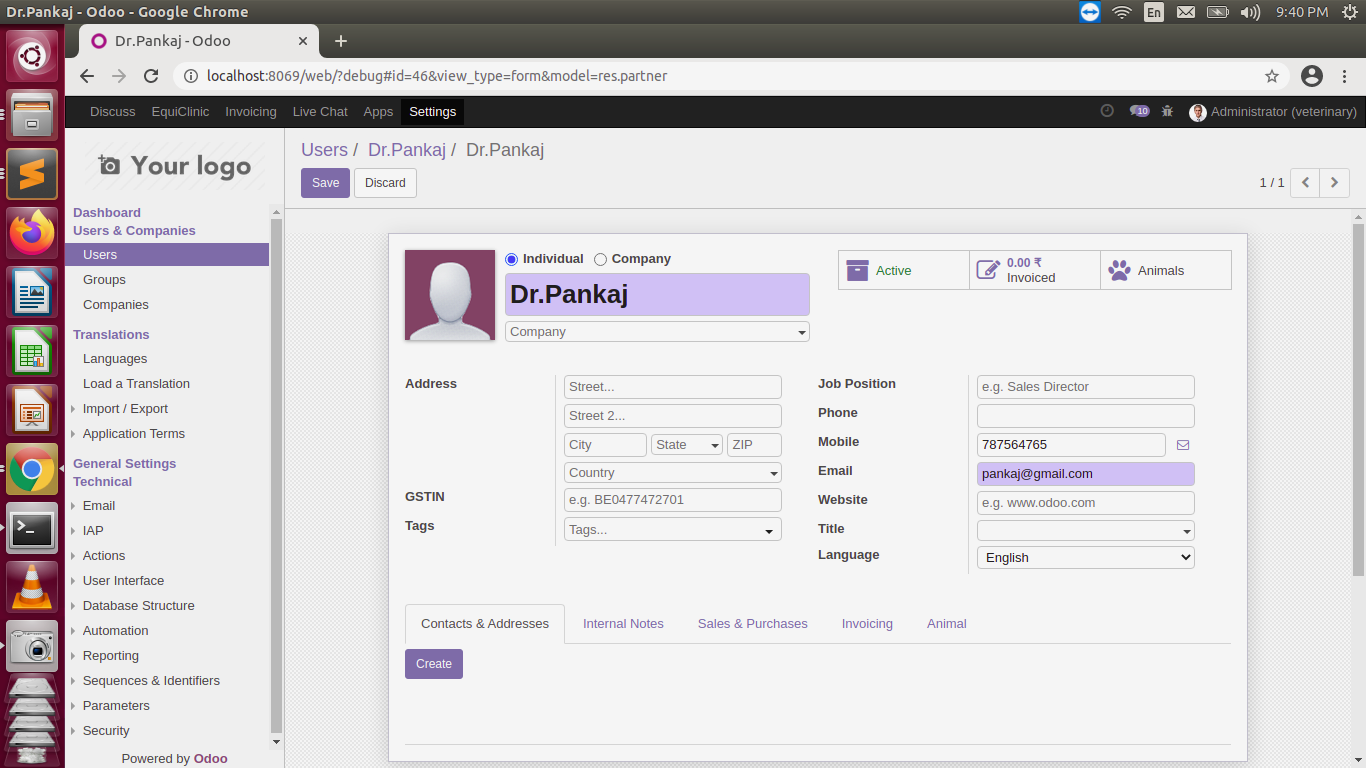 Dr.Pankaj - Odoo - Google Chrome
En
9:40 PM
Dr.Pankaj - Odoo
localhost:8069/web/?debug#id=46&view_type=form&model=res.partner
Discuss EquiClinic Invoicing Live Chat Apps Settings
10
Administrator (veterinary)
Your logo
Dashboard
Users & Companies
Users
Groups
Companies
Translations
Languages
Load a Translation
Import / Export
Application Terms
General Settings
Technical
Email
IAP
Actions
User Interface
Database Structure
Automation
Reporting
Sequences & Identifiers
Parameters
Security
Powered by Odoo
Users / Dr.Pankaj / Dr.Pankaj
Save Discard
1 / 1
Individual Company
Dr.Pankaj
Company
Active
0.00 ₹
Invoiced
Animals
Address
Street...
Street 2...
City State ZIP
Country
GSTIN e.g. BE0477472701
Tags Tags...
Job Position e.g. Sales Director
Phone
Mobile 787564765
Email pankaj@gmail.com
Website e.g. www.odoo.com
Title
Language English
Contacts & Addresses Internal Notes Sales & Purchases Invoicing Animal
Create